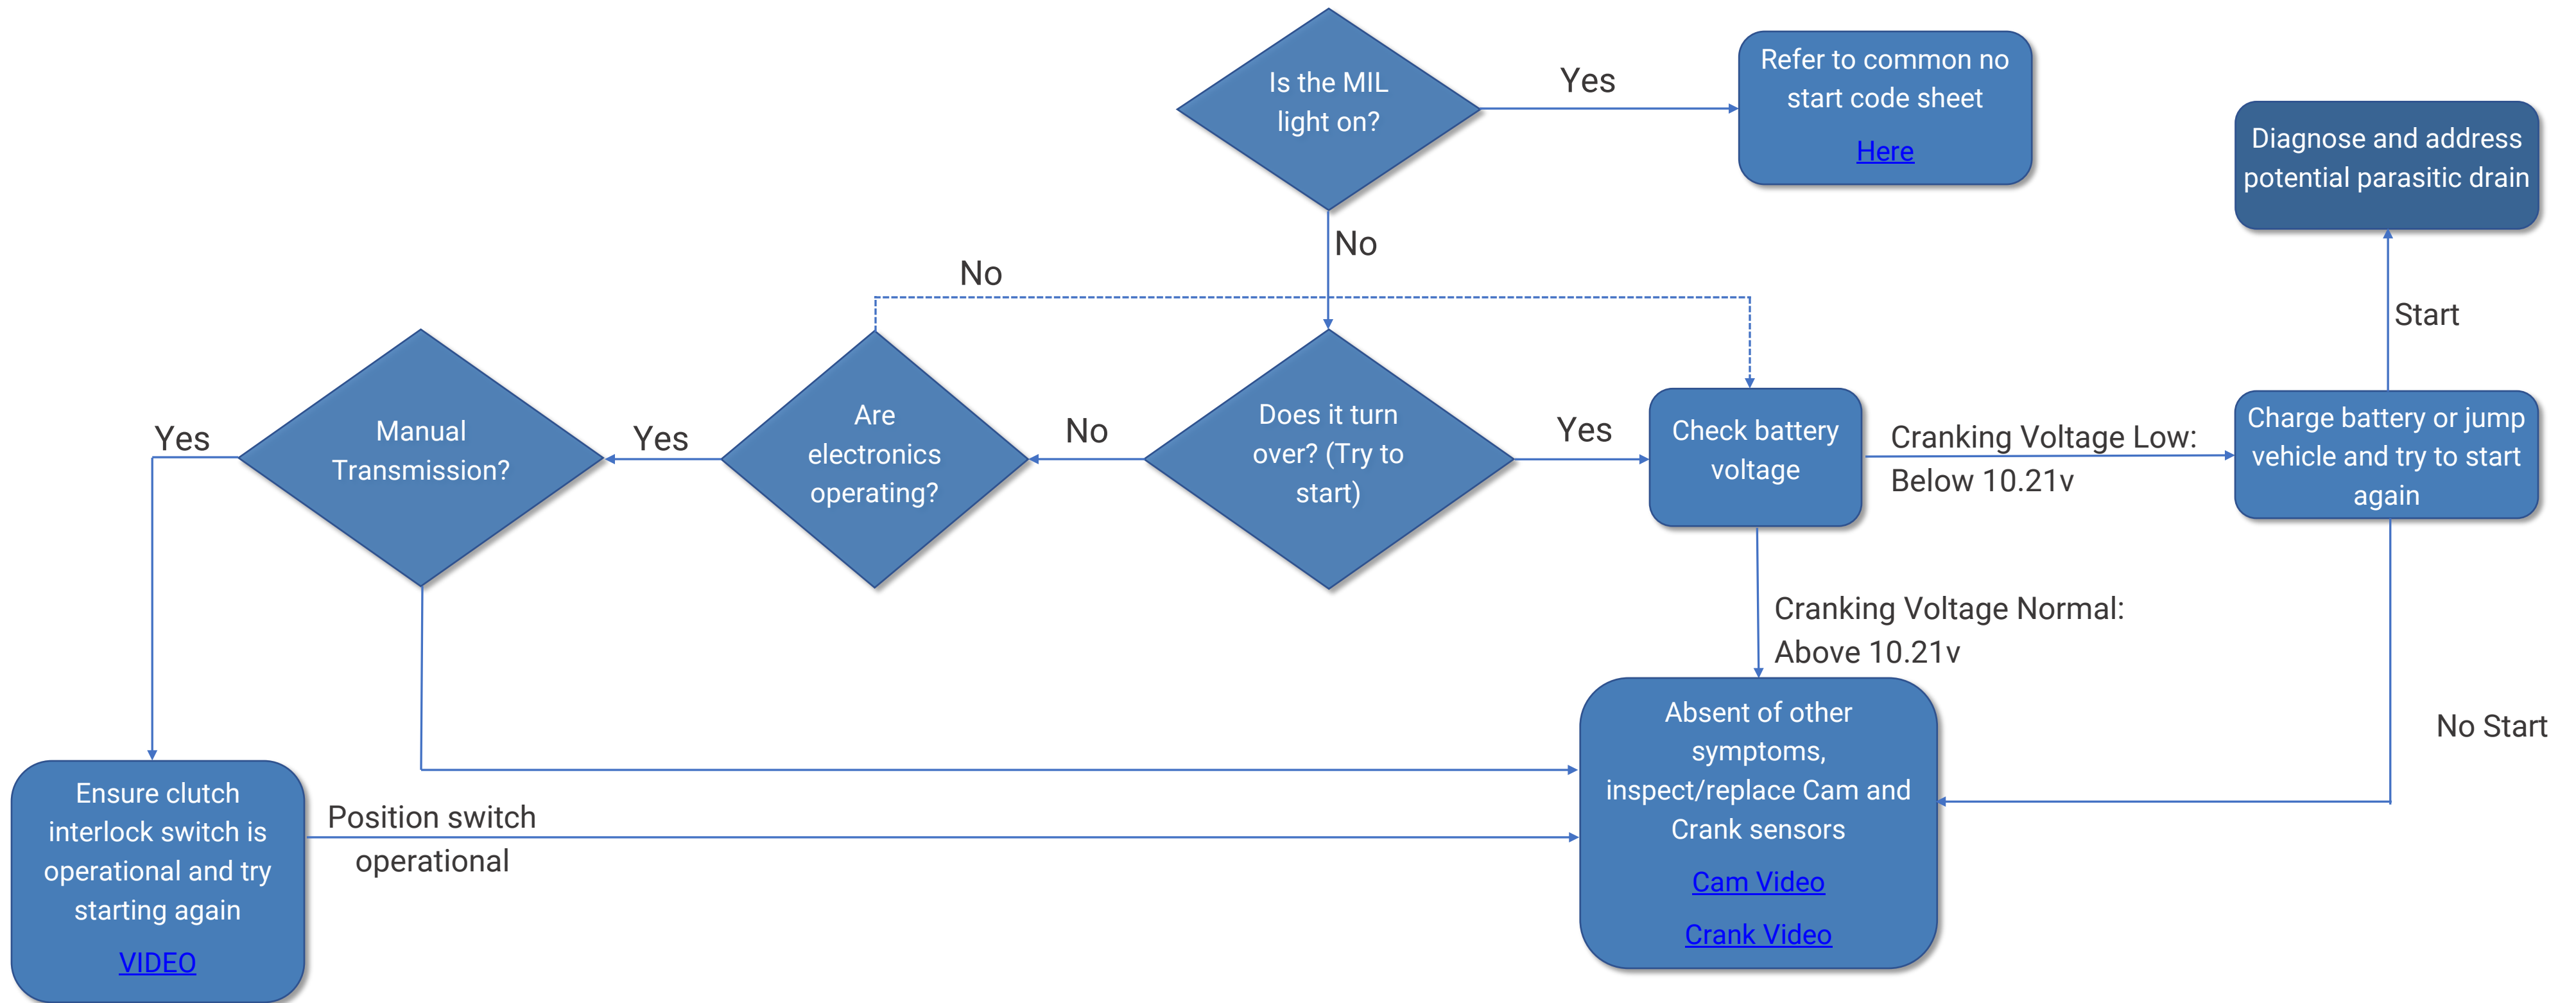 Is the MIL
light on?
Yes
Refer to common no
start code sheet
Here
Diagnose and address
potential parasitic drain
No
No
Start
Yes
Manual
Transmission?
Yes
Are
electronics
operating?
No
Does it turn
over? (Try to
start)
Yes
Check battery
voltage
Cranking Voltage Low:
Below 10.21v
Charge battery or jump
vehicle and try to start
again
Cranking Voltage Normal:
Above 10.21v
No Start
Ensure clutch
interlock switch is
operational and try
starting again
VIDEO
Position switch
operational
Absent of other
symptoms,
inspect/replace Cam and
Crank sensors
Cam Video
Crank Video